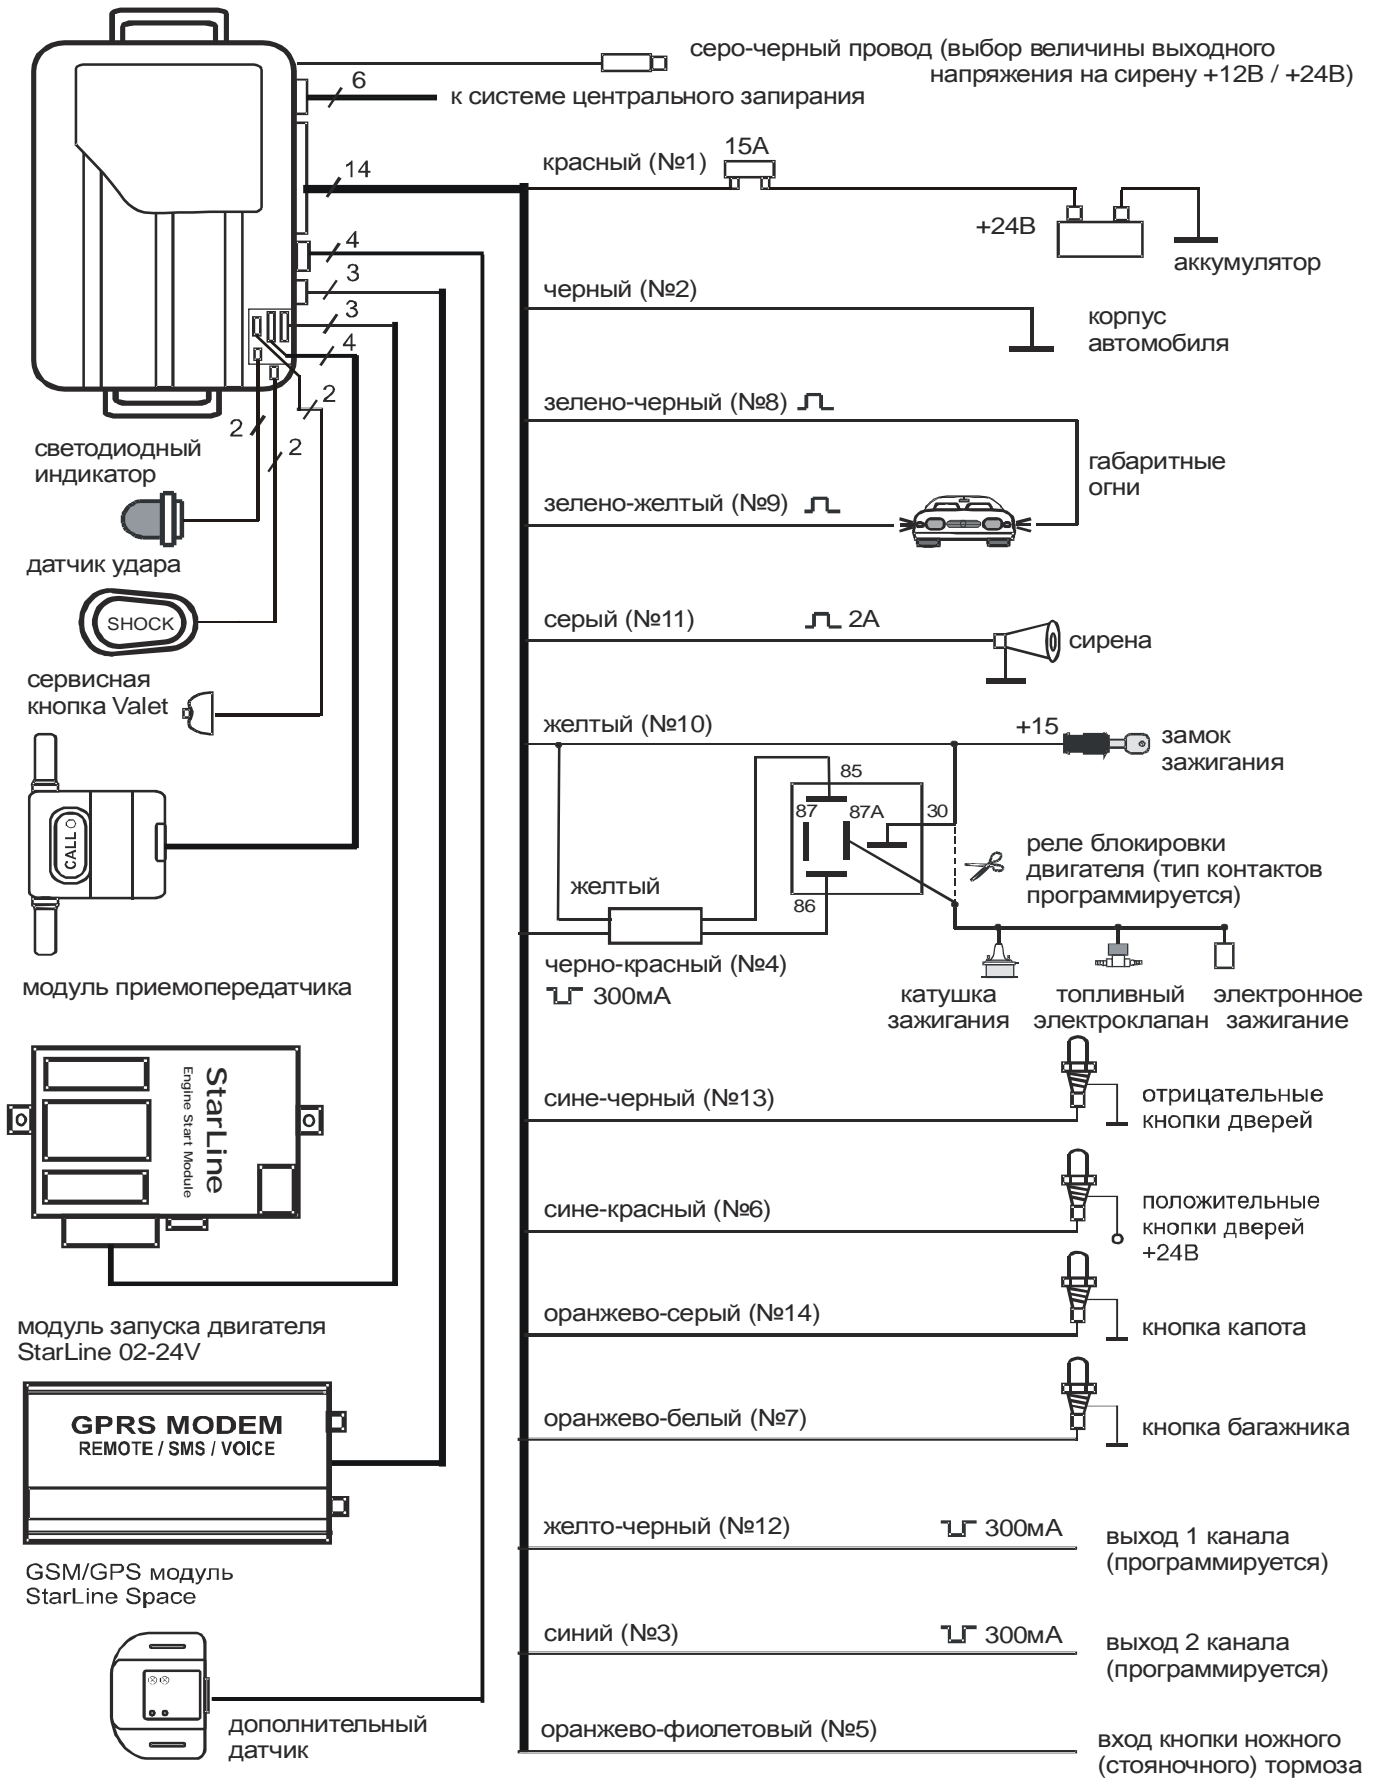 серо-черный провод (выбор величины выходного
напряжения на сирену +12В / +24В)
6
к системе центрального запирания
14
красный (№1)
15А
+24В
аккумулятор
4
3
3
4
2
2
2
черный (№2)
корпус
автомобиля
зелено-черный (№8)
габаритные
огни
зелено-желтый (№9)
светодиодный
индикатор
датчик удара
SHOCK
серый (№11)
2А
сирена
сервисная
кнопка Valet
желтый (№10)
+15
замок
зажигания
85
87
87А
30
86
реле блокировки
двигателя (тип контактов
программируется)
CALL
желтый
черно-красный (№4)
300мА
катушка
зажигания
топливный
электроклапан
электронное
зажигание
модуль приемопередатчика
StarLine
Engine Start Module
сине-черный (№13)
отрицательные
кнопки дверей
сине-красный (№6)
положительные
кнопки дверей
+24В
оранжево-серый (№14)
кнопка капота
модуль запуска двигателя
StarLine 02-24V
GPRS MODEM
REMOTE / SMS / VOICE
оранжево-белый (№7)
кнопка багажника
желто-черный (№12)
300мА
выход 1 канала
(программируется)
GSM/GPS модуль
StarLine Space
синий (№3)
300мА
выход 2 канала
(программируется)
дополнительный
датчик
оранжево-фиолетовый (№5)
вход кнопки ножного
(стояночного) тормоза